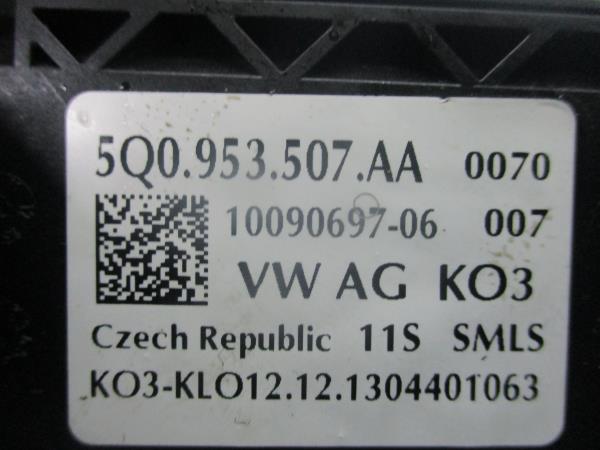 5Q0.953.507.AA 0070
10090697-06 007
VW AG KO3
Czech Republic 11S SMLS
KO3-KLO12.12.1304401063